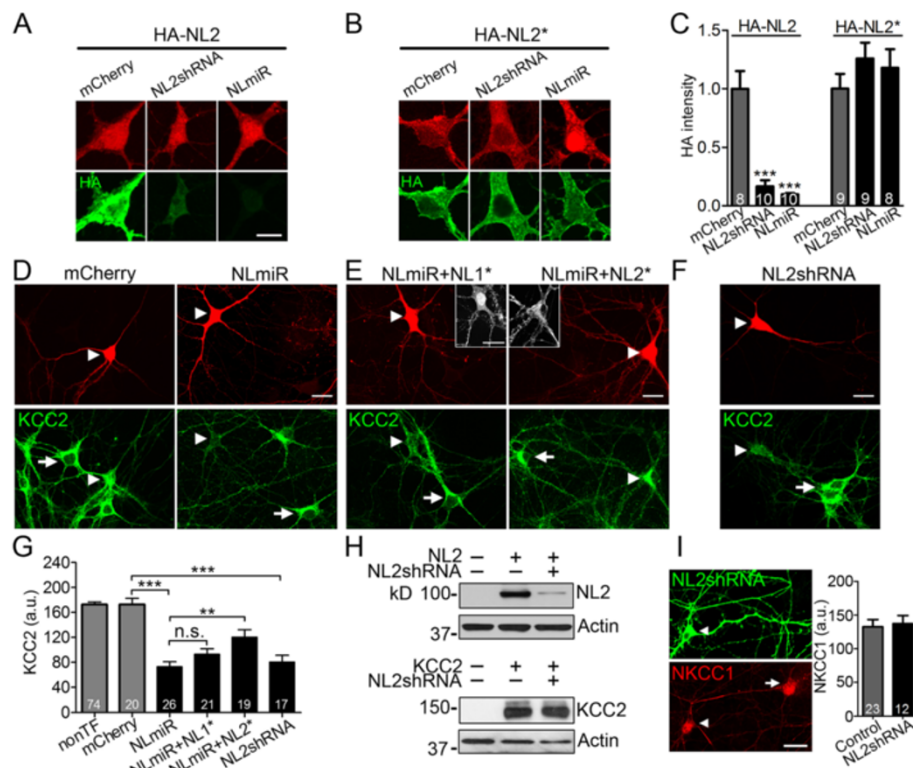 A
HA-NL2
mCherry
NL2shRNA
NLmiR
HA
B
HA-NL2*
mCherry
NL2shRNA
NLmiR
HA
C
HA-NL2
HA-NL2*
1.5
1.0
0.5
0.0
HA intensity
***
***
8
10
10
9
9
8
mCherry
NL2shRNA
NLmiR
mCherry
NL2shRNA
NLmiR
D
mCherry
NLmiR
KCC2
E
NLmiR+NL1*
NLmiR+NL2*
KCC2
F
NL2shRNA
KCC2
G
240
200
160
120
80
40
0
KCC2 (a.u.)
***
***
**
n.s.
74
20
26
21
19
17
nonTF
mCherry
NLmiR
NLmiR+NL1*
NLmiR+NL2*
NL2shRNA
H
NL2 – + +
NL2shRNA – – +
kD 100-
NL2
37-
Actin
KCC2 – + +
NL2shRNA – – +
150-
KCC2
37-
Actin
I
NL2shRNA
NKCC1
200
150
100
50
0
NKCC1 (a.u.)
23
12
Control
NL2shRNA